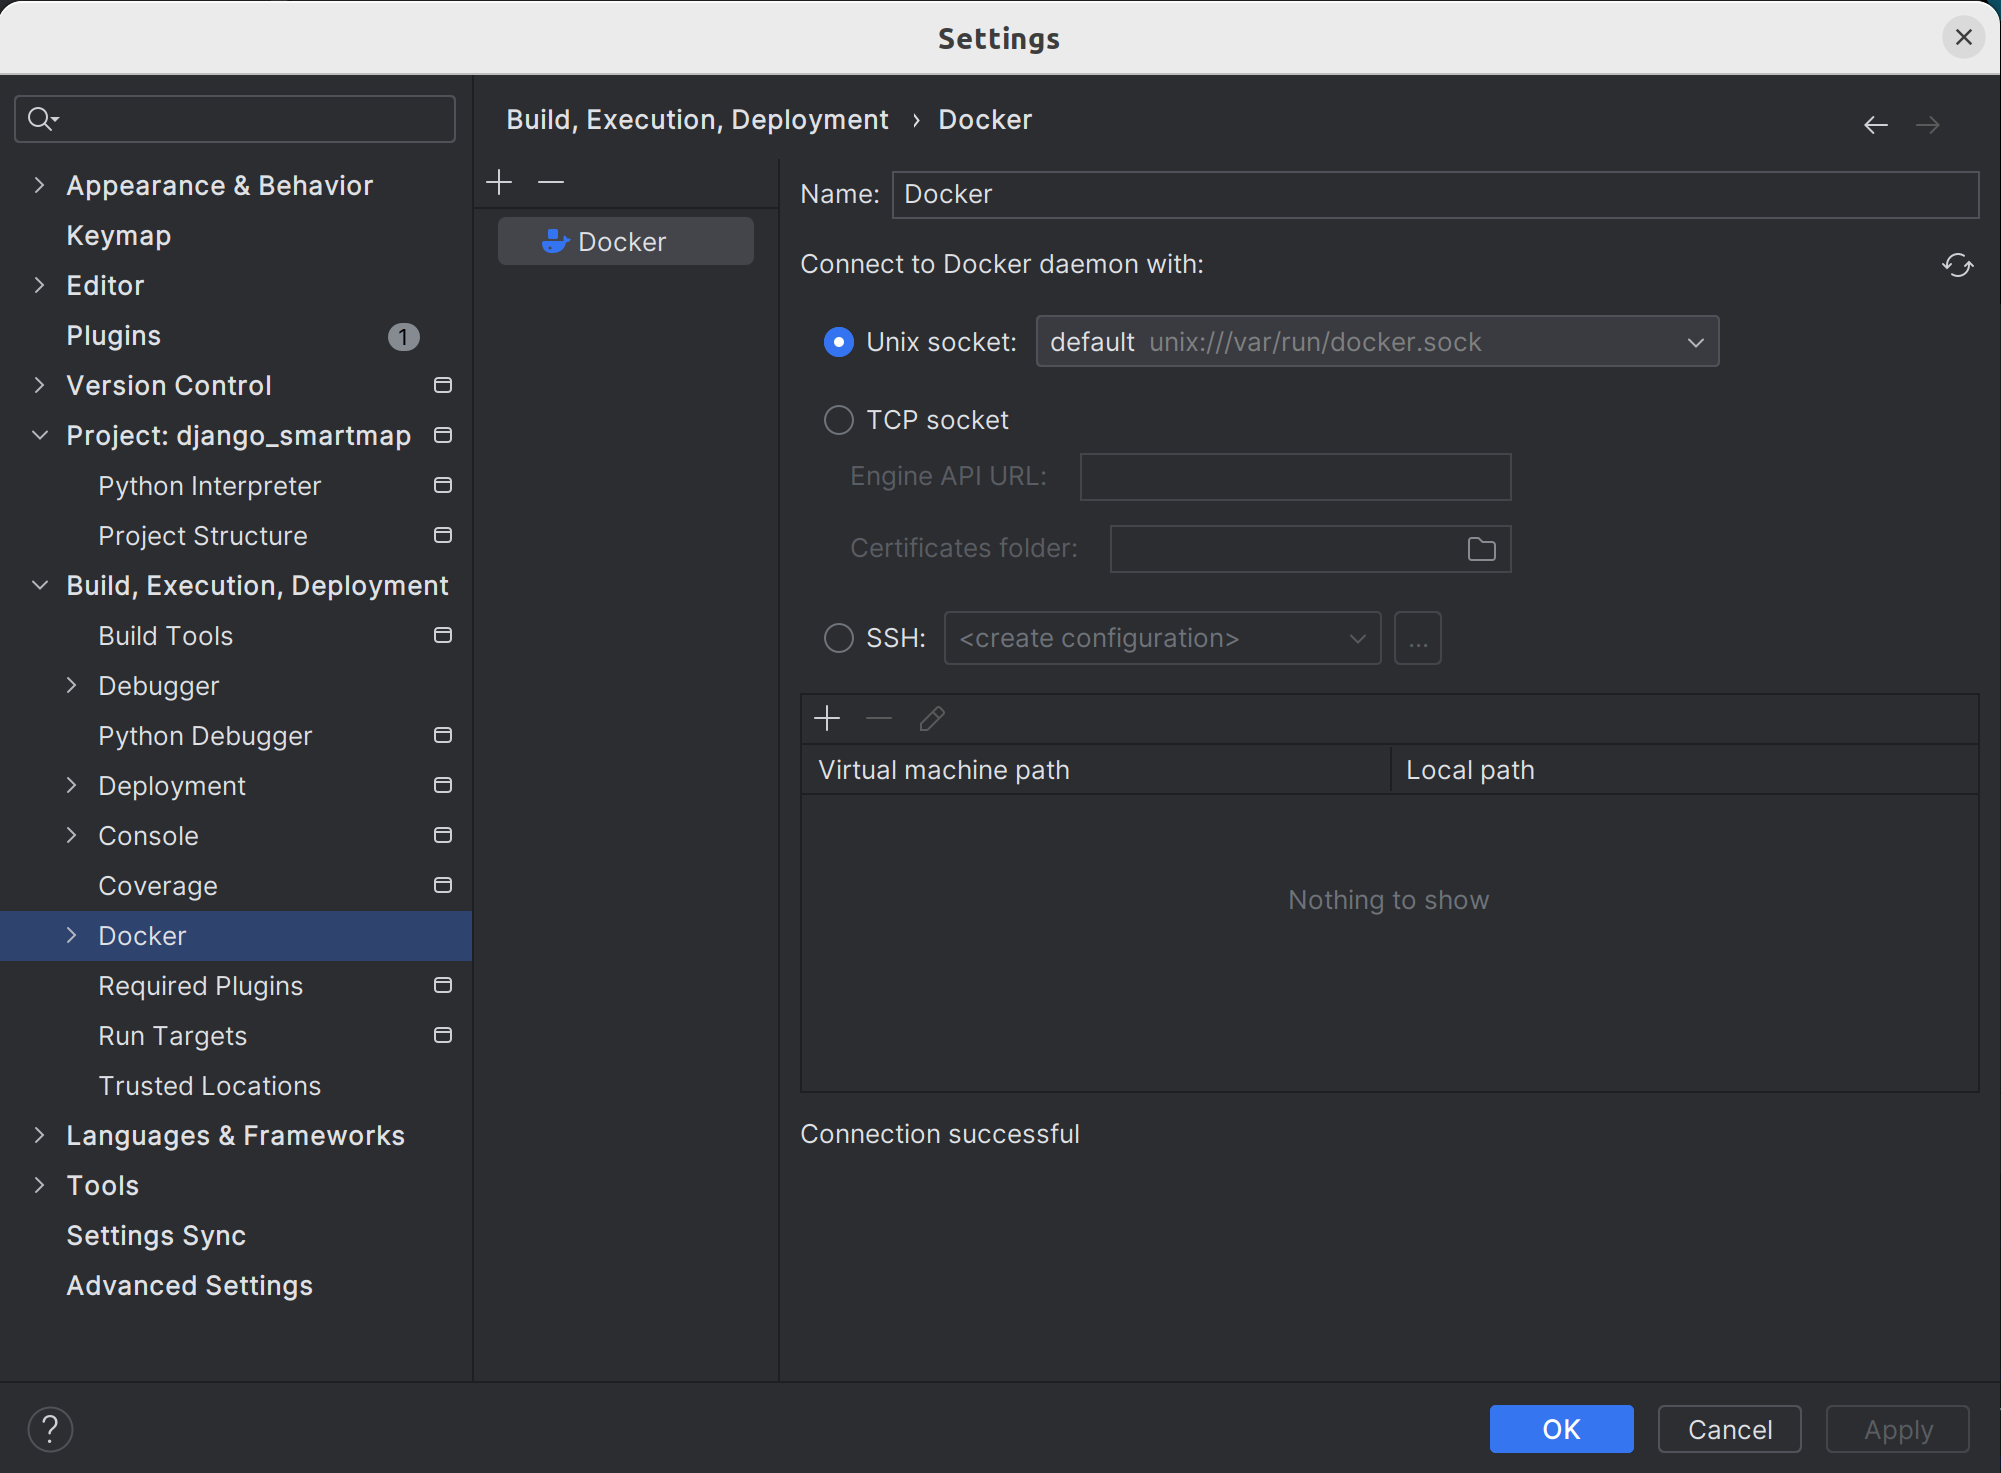 Settings
Build, Execution, Deployment › Docker
Appearance & Behavior
Keymap
Editor
Plugins 1
Version Control
Project: django_smartmap
Python Interpreter
Project Structure
Build, Execution, Deployment
Build Tools
Debugger
Python Debugger
Deployment
Console
Coverage
Docker
Required Plugins
Run Targets
Trusted Locations
Languages & Frameworks
Tools
Settings Sync
Advanced Settings
Docker
Name: Docker
Connect to Docker daemon with:
Unix socket: default unix:///var/run/docker.sock
TCP socket
Engine API URL:
Certificates folder:
SSH: <create configuration> ...
Virtual machine path Local path
Nothing to show
Connection successful
? OK Cancel Apply